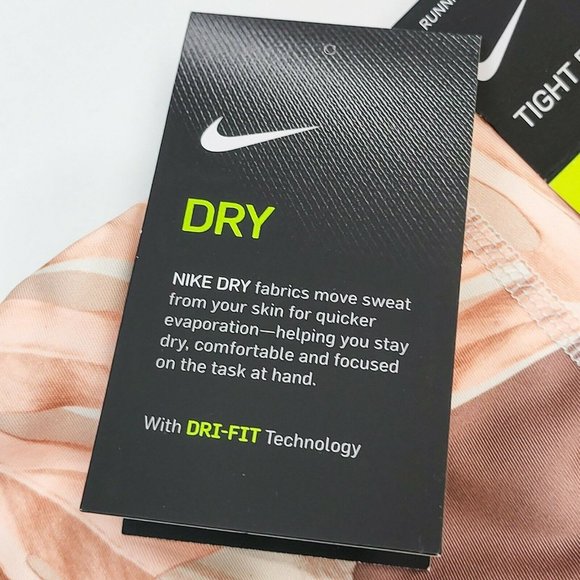 RUNN
TIGHT
DRY
NIKE DRY fabrics move sweat
from your skin for quicker
evaporation—helping you stay
dry, comfortable and focused
on the task at hand.
With DRI-FIT Technology